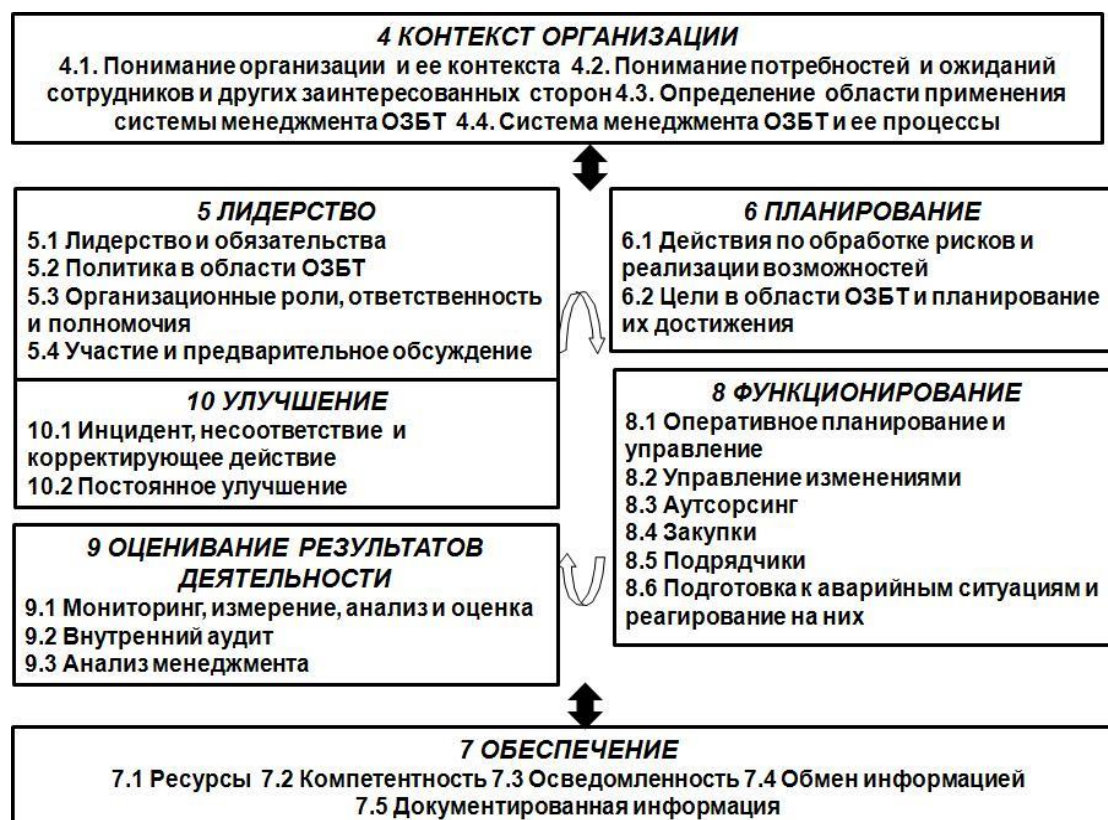 4 КОНТЕКСТ ОРГАНИЗАЦИИ
4.1. Понимание организации и ее контекста 4.2. Понимание потребностей и ожиданий
сотрудников и других заинтересованных сторон 4.3. Определение области применения
системы менеджмента ОЗБТ 4.4. Система менеджмента ОЗБТ и ее процессы
5 ЛИДЕРСТВО
5.1 Лидерство и обязательства
5.2 Политика в области ОЗБТ
5.3 Организационные роли, ответственность
и полномочия
5.4 Участие и предварительное обсуждение
6 ПЛАНИРОВАНИЕ
6.1 Действия по обработке рисков и
реализации возможностей
6.2 Цели в области ОЗБТ и планирование
их достижения
10 УЛУЧШЕНИЕ
10.1 Инцидент, несоответствие и
корректирующее действие
10.2 Постоянное улучшение
8 ФУНКЦИОНИРОВАНИЕ
8.1 Оперативное планирование и
управление
8.2 Управление изменениями
8.3 Аутсорсинг
8.4 Закупки
8.5 Подрядчики
8.6 Подготовка к аварийным ситуациям и
реагирование на них
9 ОЦЕНИВАНИЕ РЕЗУЛЬТАТОВ
ДЕЯТЕЛЬНОСТИ
9.1 Мониторинг, измерение, анализ и оценка
9.2 Внутренний аудит
9.3 Анализ менеджмента
7 ОБЕСПЕЧЕНИЕ
7.1 Ресурсы 7.2 Компетентность 7.3 Осведомленность 7.4 Обмен информацией
7.5 Документированная информация